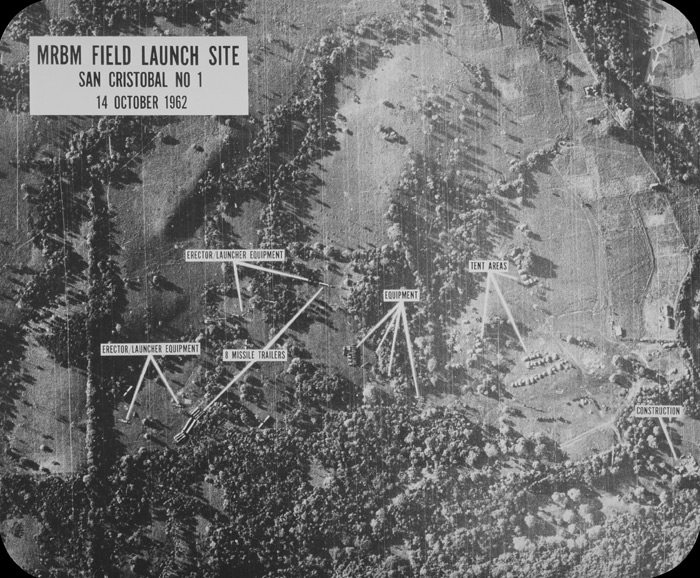 MRBM FIELD LAUNCH SITE
SAN CRISTOBAL NO 1
14 OCTOBER 1962
ERECTOR/LAUNCHER EQUIPMENT
TENT AREAS
EQUIPMENT
ERECTOR/LAUNCHER EQUIPMENT
8 MISSILE TRAILERS
CONSTRUCTION